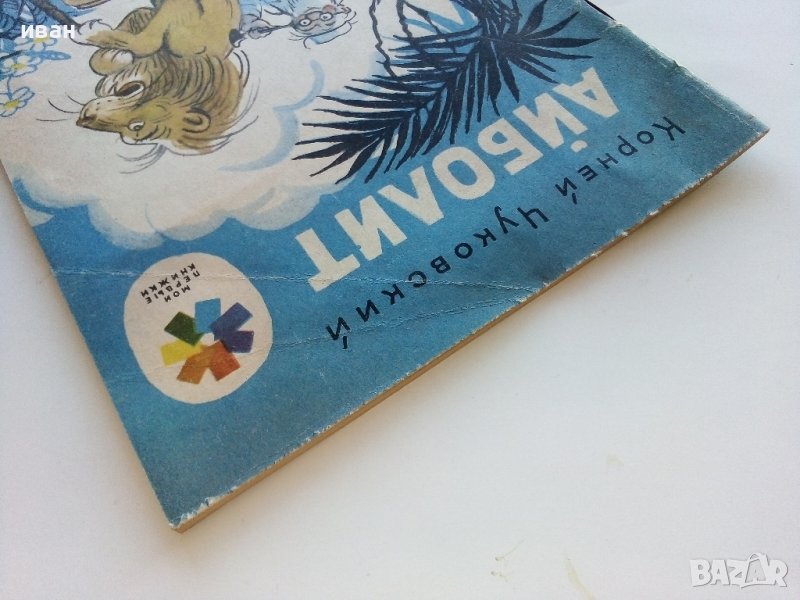 иван
Корней Чуковский
АЙБОЛИТ
МОИ
ПЕРВЫЕ
КНИЖКИ
BAZAR